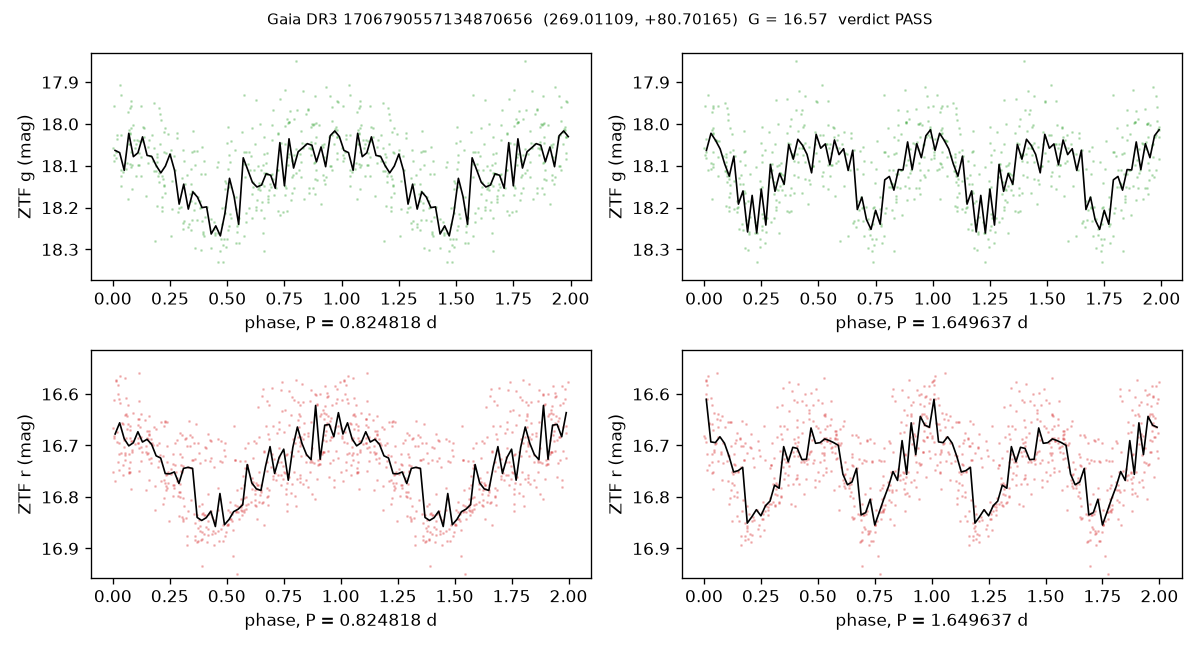 Gaia DR3 1706790557134870656 (269.01109, +80.70165) G = 16.57 verdict PASS
ZTF g (mag)
17.9
18.0
18.1
18.2
18.3
0.00 0.25 0.50 0.75 1.00 1.25 1.50 1.75 2.00
phase, P = 0.824818 d
ZTF g (mag)
17.9
18.0
18.1
18.2
18.3
0.00 0.25 0.50 0.75 1.00 1.25 1.50 1.75 2.00
phase, P = 1.649637 d
ZTF r (mag)
16.6
16.7
16.8
16.9
0.00 0.25 0.50 0.75 1.00 1.25 1.50 1.75 2.00
phase, P = 0.824818 d
ZTF r (mag)
16.6
16.7
16.8
16.9
0.00 0.25 0.50 0.75 1.00 1.25 1.50 1.75 2.00
phase, P = 1.649637 d